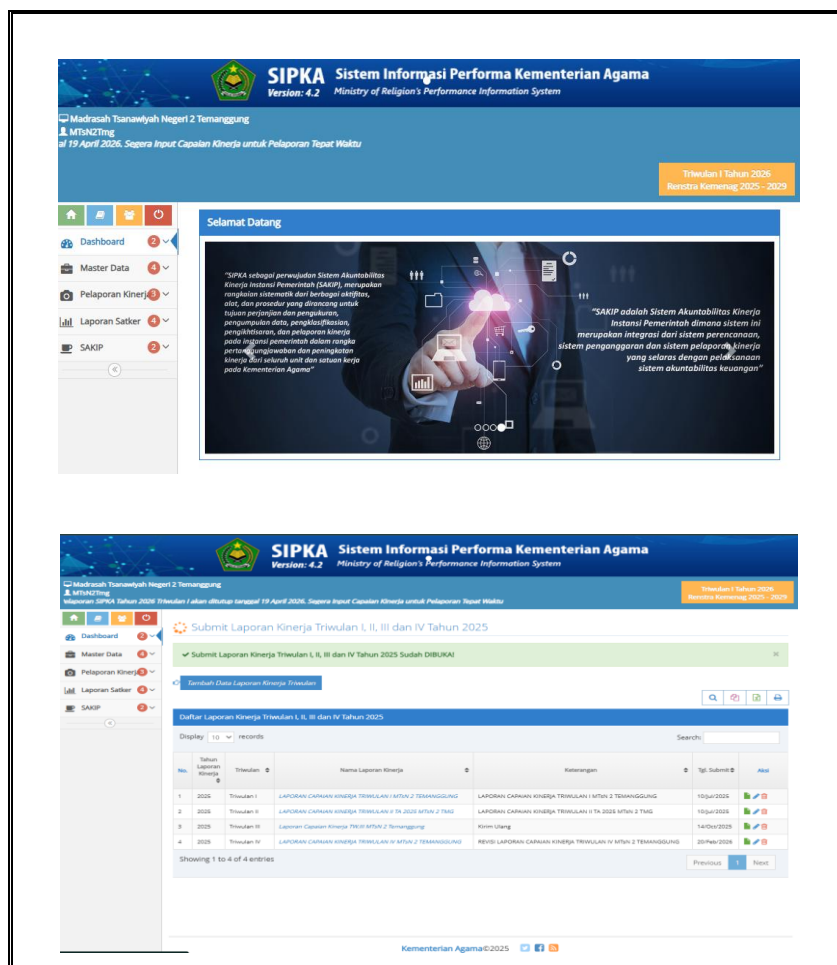 SIPKA Sistem Informasi Performa Kementerian Agama
Version: 4.2 Ministry of Religion's Performance Information System
Madrasah Tsanawiyah Negeri 2 Temanggung
MTsN2Tmg
al 19 April 2026. Segera Input Capaian Kinerja untuk Pelaporan Tepat Waktu
Triwulan I Tahun 2026
Renstra Kemenag 2025 - 2029
Dashboard 2
Master Data 4
Pelaporan Kinerj 3
Laporan Satker 4
SAKIP 2
Selamat Datang
"SIPKA sebagai perwujudan Sistem Akuntabilitas
Kinerja Instansi Pemerintah (SAKIP), merupakan
rangkaian sistematik dari berbagai aktifitas,
alat, dan prosedur yang dirancang untuk
tujuan perjanjian dan pengukuran,
pengumpulan data, pengklasifikasian,
pengikhtisaran, dan pelaporan kinerja
pada instansi pemerintah dalam rangka
pertanggungjawaban dan peningkatan
kinerja dari seluruh unit dan satuan kerja
pada Kementerian Agama"
"SAKIP adalah Sistem Akuntabilitas Kinerja
Instansi Pemerintah dimana sistem ini
merupakan integrasi dari sistem perencanaan,
sistem penganggaran dan sistem pelaporan kinerja
yang selaras dengan pelaksanaan
sistem akuntabilitas keuangan"
SIPKA Sistem Informasi Performa Kementerian Agama
Version: 4.2 Ministry of Religion's Performance Information System
Madrasah Tsanawiyah Negeri 2 Temanggung
MTsN2Tmg
elaporan SIPKA Tahun 2026 Triwulan I akan ditutup tanggal 19 April 2026. Segera Input Capaian Kinerja untuk Pelaporan Tepat Waktu
Triwulan I Tahun 2026
Renstra Kemenag 2025 - 2029
Dashboard 2
Master Data 4
Pelaporan Kinerj 3
Laporan Satker 4
SAKIP 2
Submit Laporan Kinerja Triwulan I, II, III dan IV Tahun 2025
Submit Laporan Kinerja Triwulan I, II, III dan IV Tahun 2025 Sudah DIBUKA!
Tambah Data Laporan Kinerja Triwulan
Daftar Laporan Kinerja Triwulan I, II, III dan IV Tahun 2025
Display 10 records Search:
No. Tahun Laporan Kinerja Triwulan Nama Laporan Kinerja Keterangan Tgl. Submit Aksi
1 2025 Triwulan I LAPORAN CAPAIAN KINERJA TRIWULAN I MTsN 2 TEMANGGUNG LAPORAN CAPAIAN KINERJA TRIWULAN I MTsN 2 TEMANGGUNG 10/Jul/2025
2 2025 Triwulan II LAPORAN CAPAIAN KINERJA TRIWULAN II TA 2025 MTsN 2 TMG LAPORAN CAPAIAN KINERJA TRIWULAN II TA 2025 MTsN 2 TMG 10/Jul/2025
3 2025 Triwulan III Laporan Capaian Kinerja TW.III MTsN 2 Temanggung Kirim Ulang 14/Oct/2025
4 2025 Triwulan IV LAPORAN CAPAIAN KINERJA TRIWULAN IV MTsN 2 TEMANGGUNG REVISI LAPORAN CAPAIAN KINERJA TRIWULAN IV MTsN 2 TEMANGGUNG 20/Feb/2026
Showing 1 to 4 of 4 entries
Previous 1 Next
Kementerian Agama©2025